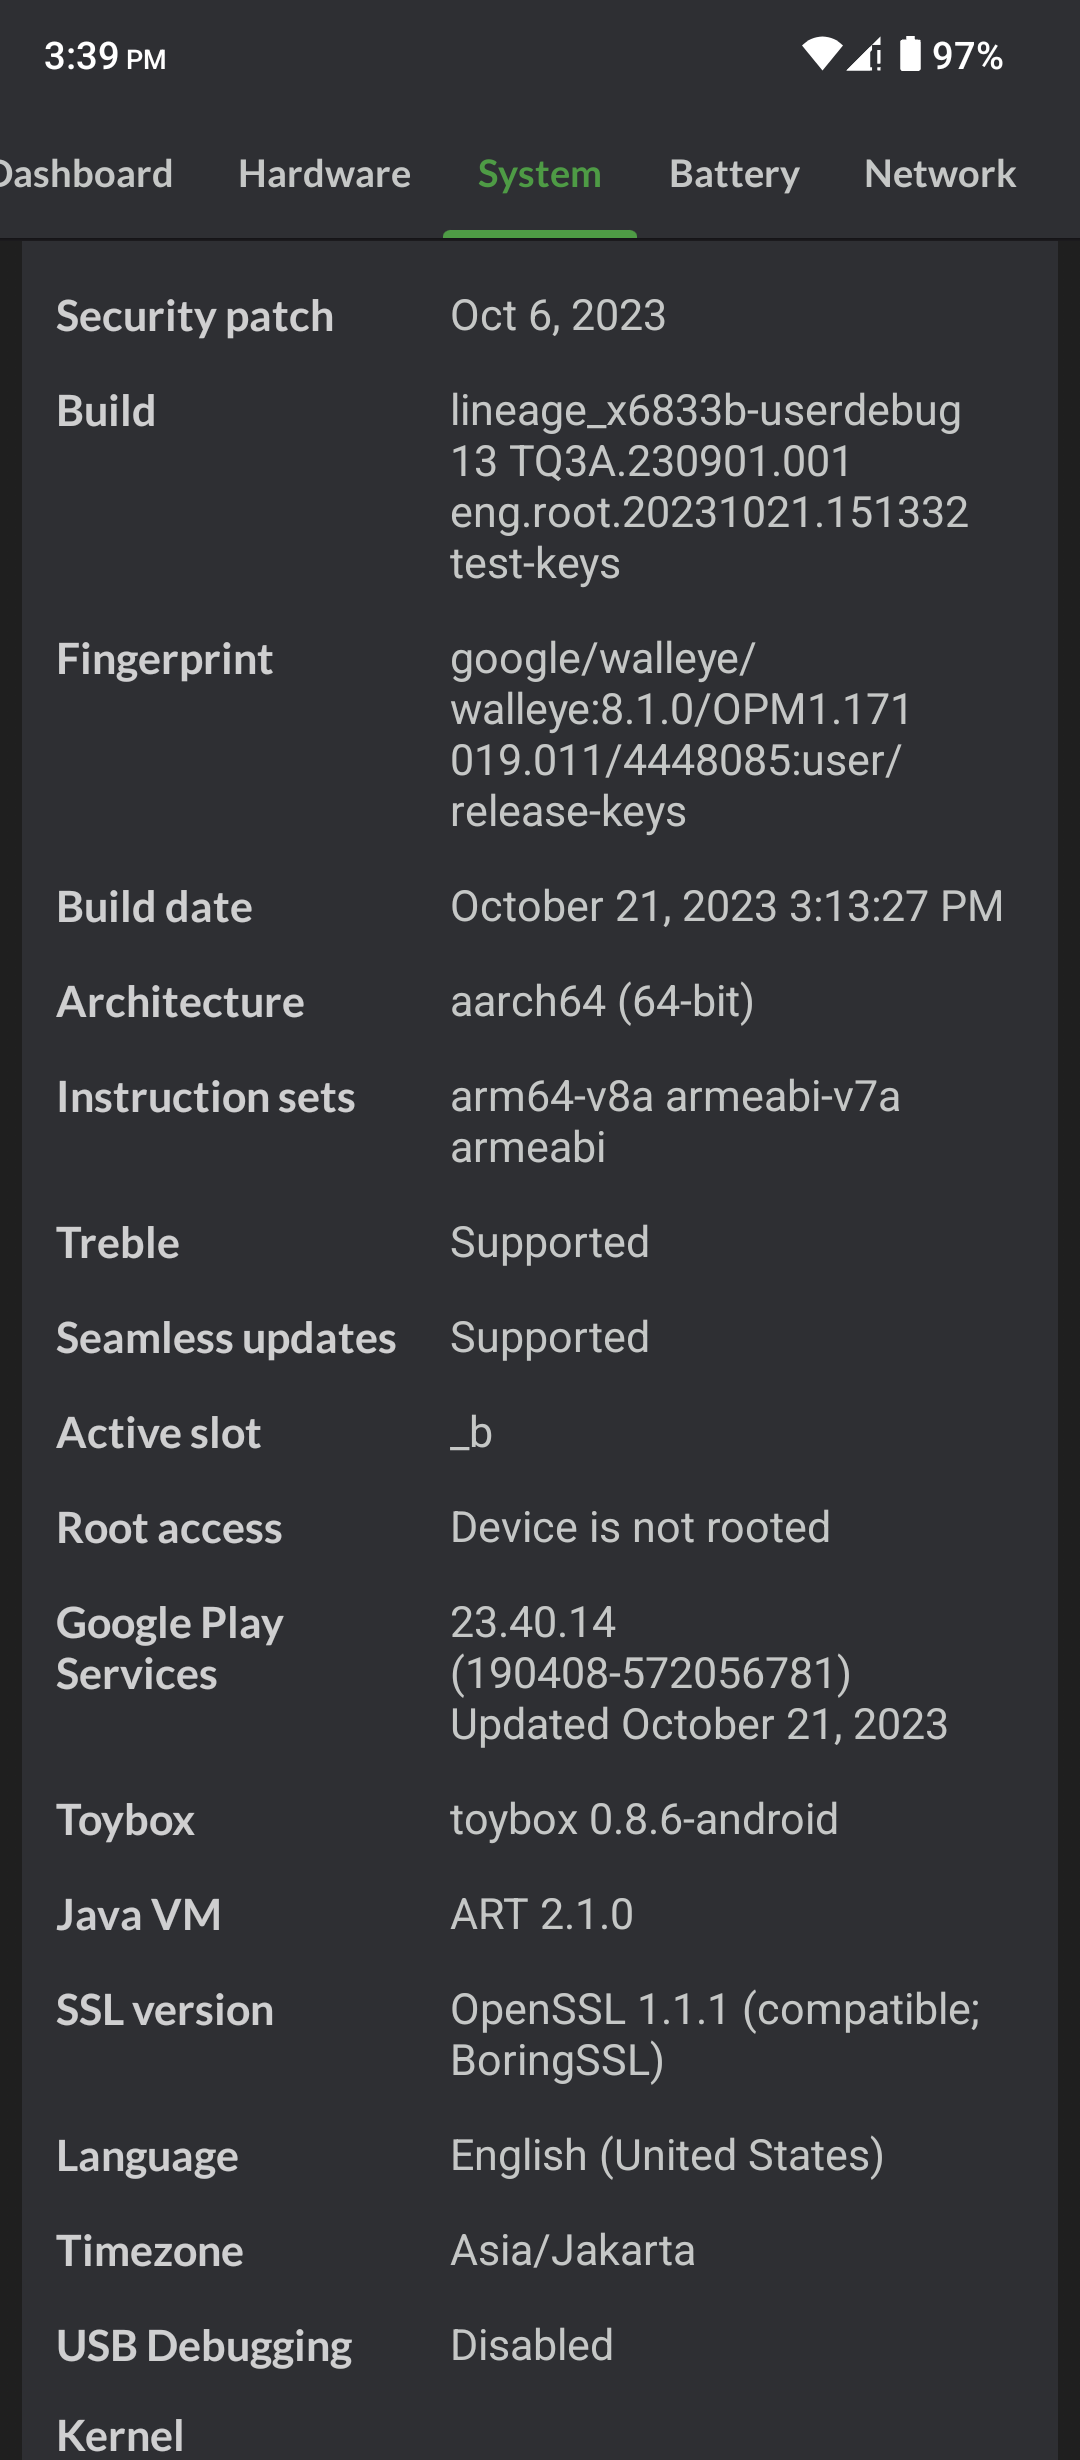 3:39 PM
97%
Dashboard Hardware System Battery Network
Security patch
Oct 6, 2023
Build
lineage_x6833b-userdebug
13 TQ3A.230901.001
eng.root.20231021.151332
test-keys
Fingerprint
google/walleye/
walleye:8.1.0/OPM1.171
019.011/4448085:user/
release-keys
Build date
October 21, 2023 3:13:27 PM
Architecture
aarch64 (64-bit)
Instruction sets
arm64-v8a armeabi-v7a
armeabi
Treble
Supported
Seamless updates
Supported
Active slot
_b
Root access
Device is not rooted
Google Play
Services
23.40.14
(190408-572056781)
Updated October 21, 2023
Toybox
toybox 0.8.6-android
Java VM
ART 2.1.0
SSL version
OpenSSL 1.1.1 (compatible;
BoringSSL)
Language
English (United States)
Timezone
Asia/Jakarta
USB Debugging
Disabled
Kernel